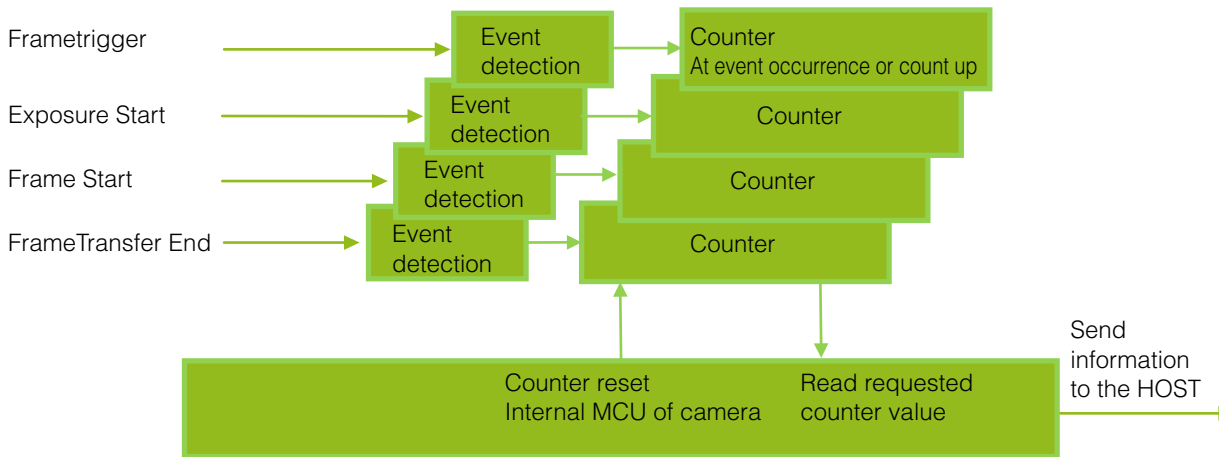 Frametrigger
Event
detection
Counter
At event occurrence or count up
Exposure Start
Event
detection
Counter
Frame Start
Event
detection
Counter
FrameTransfer End
Event
detection
Counter
Counter reset
Internal MCU of camera
Read requested
counter value
Send
information
to the HOST